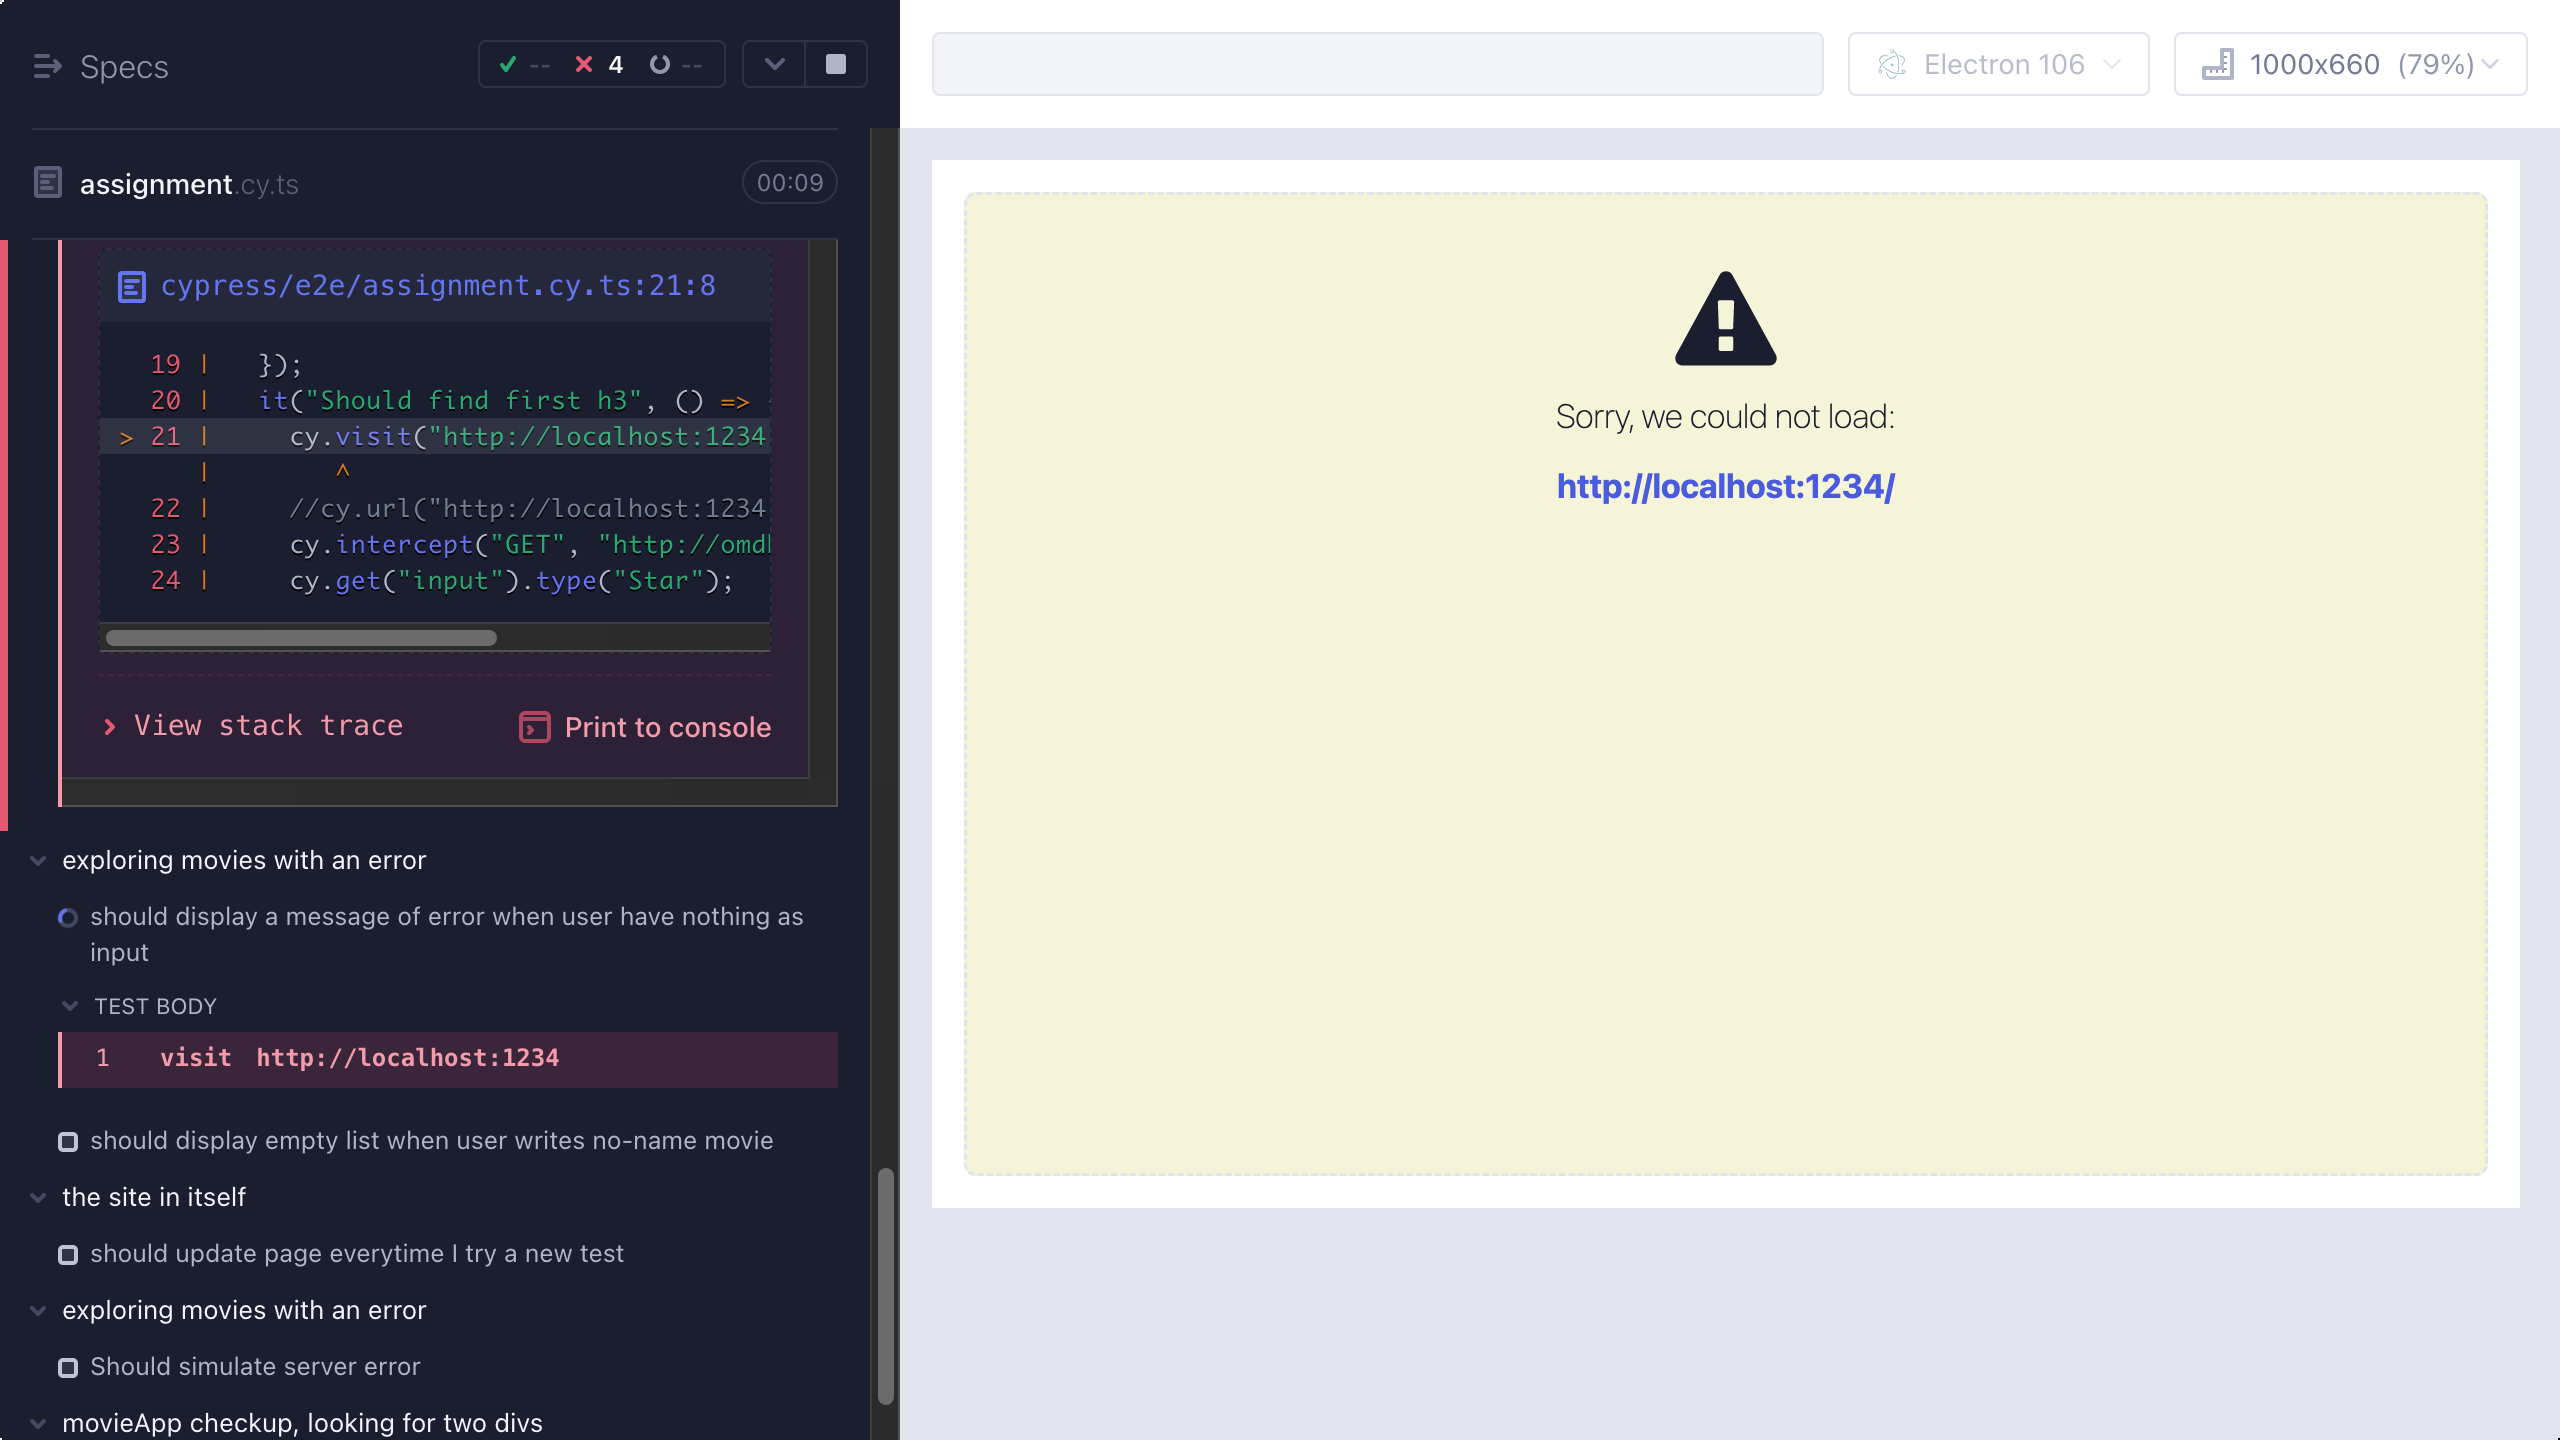 Specs
-- 4 --
Electron 106
1000x660 (79%)
assignment.cy.ts
00:09
cypress/e2e/assignment.cy.ts:21:8
19 | });
20 | it("Should find first h3", () =>
> 21 | cy.visit("http://localhost:1234
| ^
22 | //cy.url("http://localhost:1234
23 | cy.intercept("GET", "http://omd
24 | cy.get("input").type("Star");
View stack trace
Print to console
exploring movies with an error
should display a message of error when user have nothing as
input
TEST BODY
1 visit http://localhost:1234
should display empty list when user writes no-name movie
the site in itself
should update page everytime I try a new test
exploring movies with an error
Should simulate server error
movieApp checkup, looking for two divs
Sorry, we could not load:
http://localhost:1234/